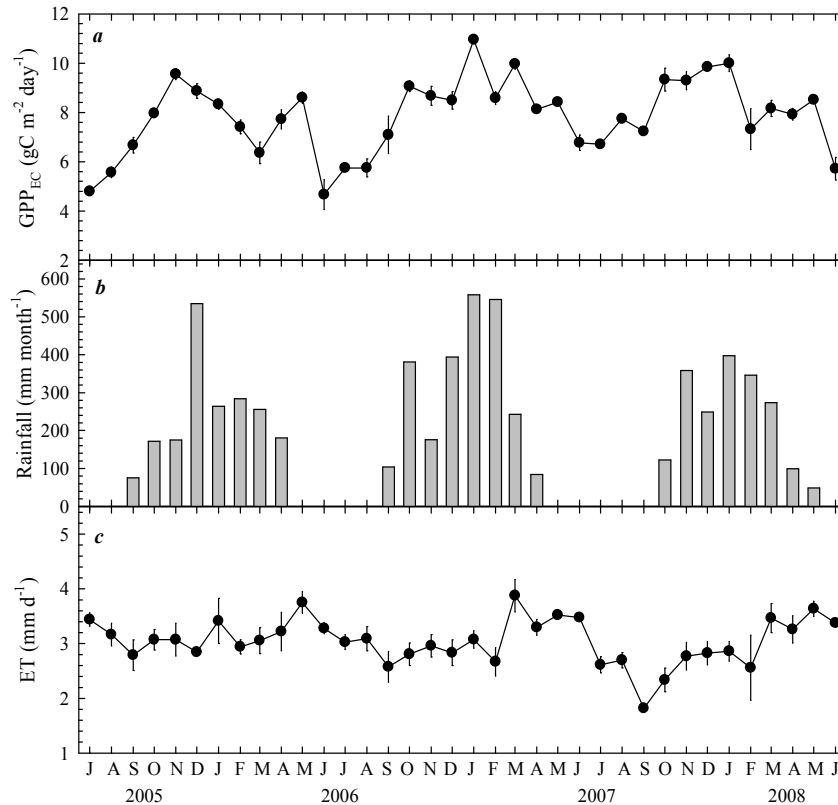 12
a
10
8
6
4
2
GPP_EC (gC m⁻² day⁻¹)
b
600
500
400
300
200
100
0
Rainfall (mm month⁻¹)
c
5
4
3
2
1
ET (mm d⁻¹)
J A S O N D J F M A M J J A S O N D J F M A M J J A S O N D J F M A M J
2005 2006 2007 2008